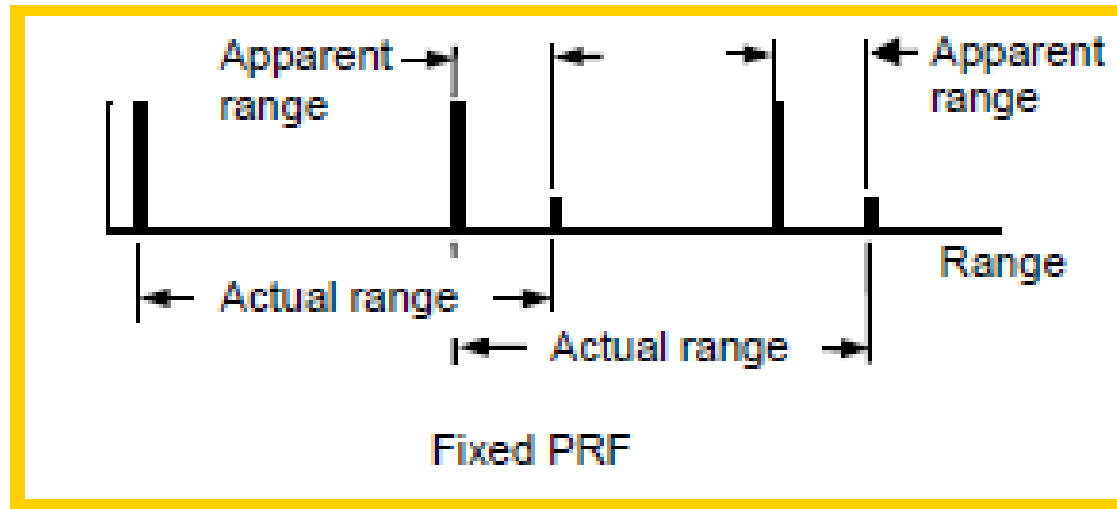 Apparent
range
Apparent
range
Range
Actual range
Actual range
Fixed PRF